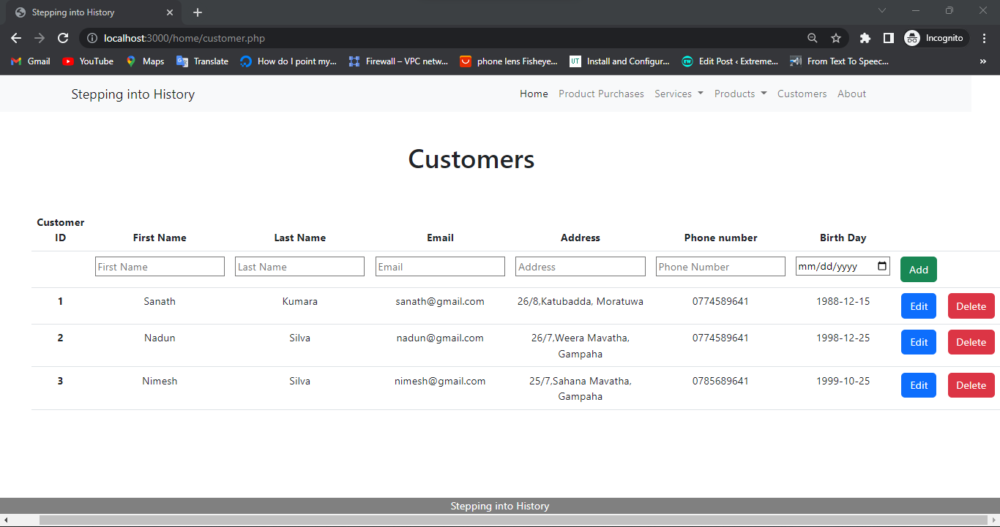 Stepping into History
localhost:3000/home/customer.php
Incognito
Gmail YouTube Maps Translate How do I point my... Firewall – VPC netw... phone lens Fisheye... UT Install and Configur... EW Edit Post ‹ Extreme... From Text To Speec... »
Stepping into History Home Product Purchases Services Products Customers About
Customers
Customer
ID First Name Last Name Email Address Phone number Birth Day
First Name Last Name Email Address Phone Number mm/dd/yyyy Add
1 Sanath Kumara sanath@gmail.com 26/8,Katubadda, Moratuwa 0774589641 1988-12-15 Edit Delete
2 Nadun Silva nadun@gmail.com 26/7,Weera Mavatha, 0774589641 1998-12-25 Edit Delete
Gampaha
3 Nimesh Silva nimesh@gmail.com 25/7,Sahana Mavatha, 0785689641 1999-10-25 Edit Delete
Gampaha
Stepping into History